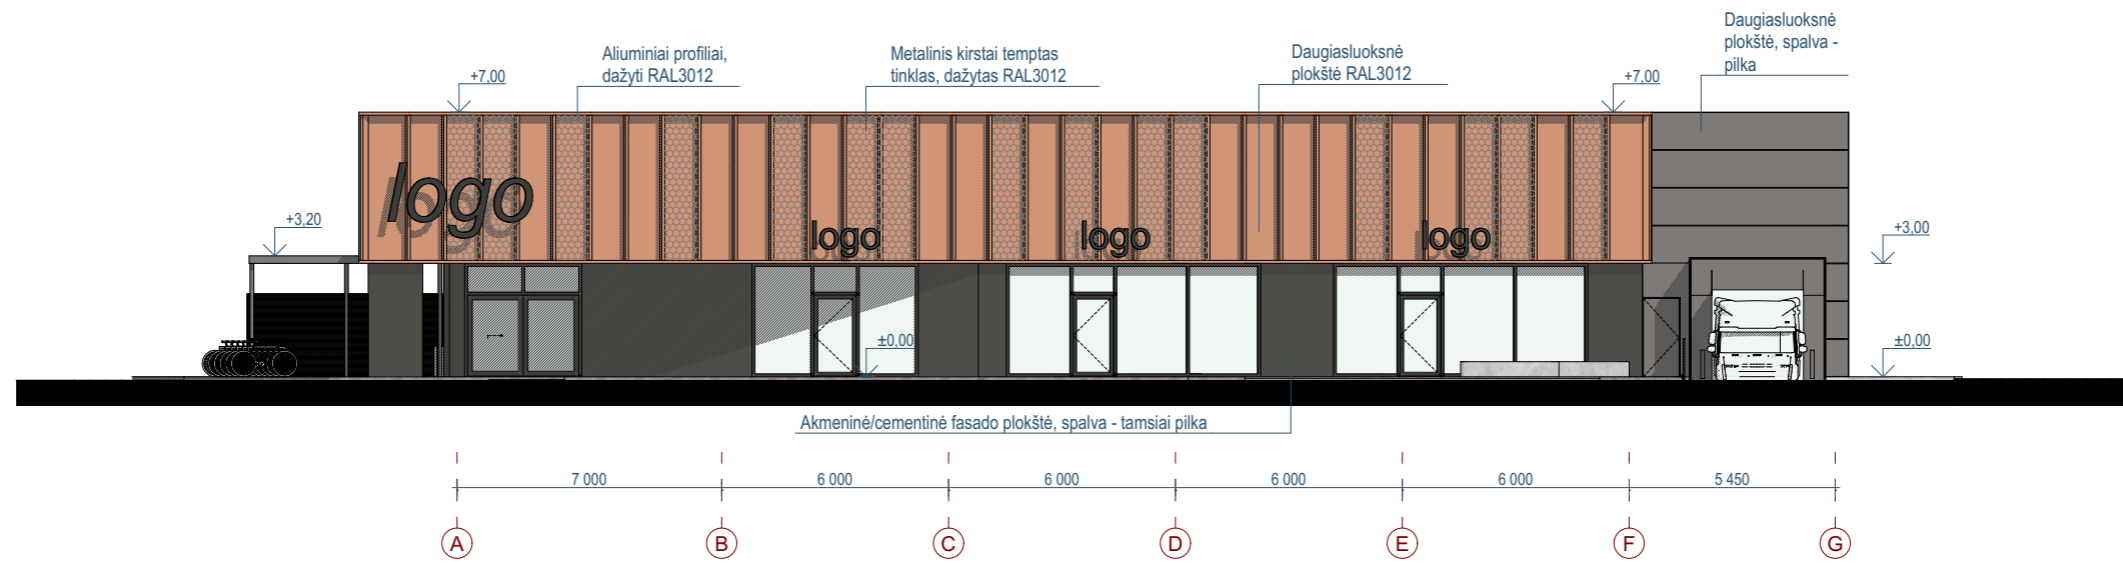 Daugiasluoksnė
plokštė, spalva -
pilka
Aliuminiai profiliai,
dažyti RAL3012
Metalinis kirstai temptas
tinklas, dažytas RAL3012
Daugiasluoksnė
plokštė RAL3012
+7,00
+7,00
logo
+3,20
logo
logo
logo
+3,00
±0,00
±0,00
Akmeninė/cementinė fasado plokštė, spalva - tamsiai pilka
7 000
6 000
6 000
6 000
6 000
5 450
A
B
C
D
E
F
G